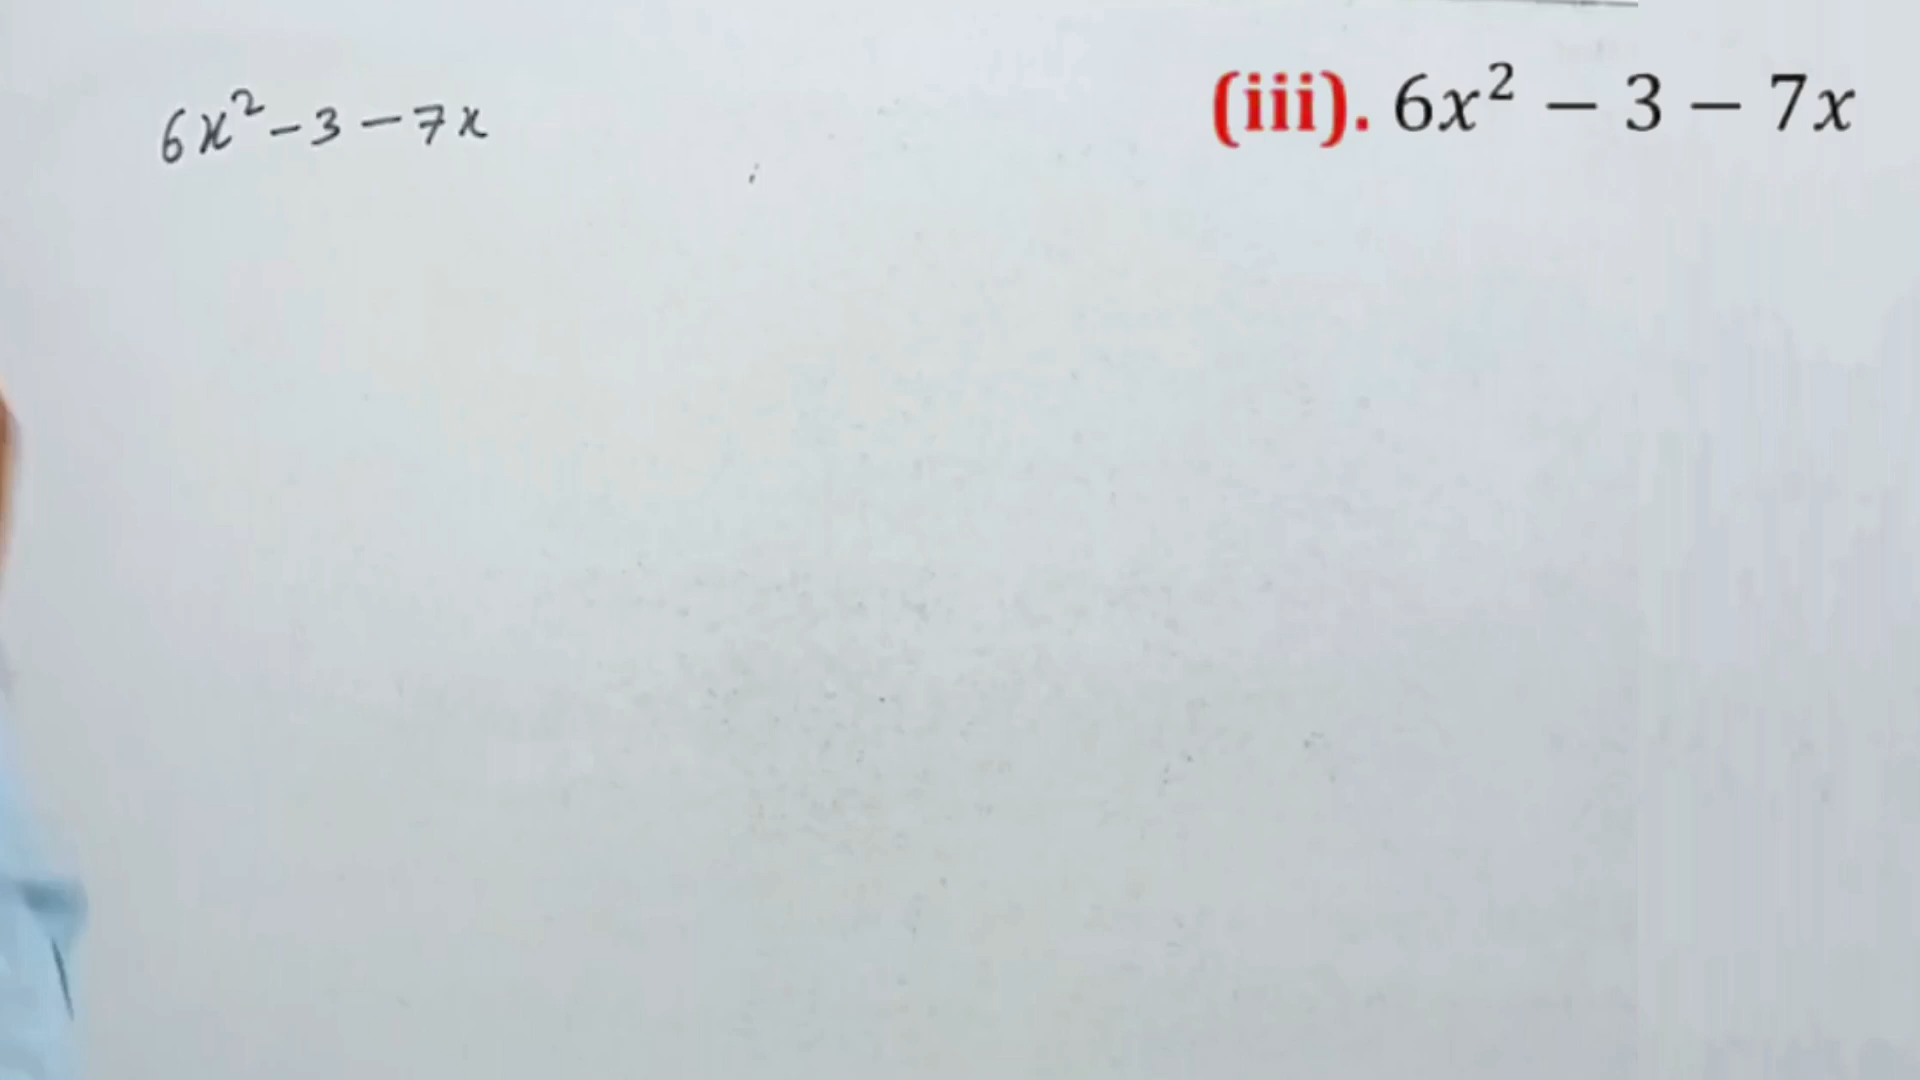 6x² - 3 - 7x
(iii). 6x² − 3 − 7x